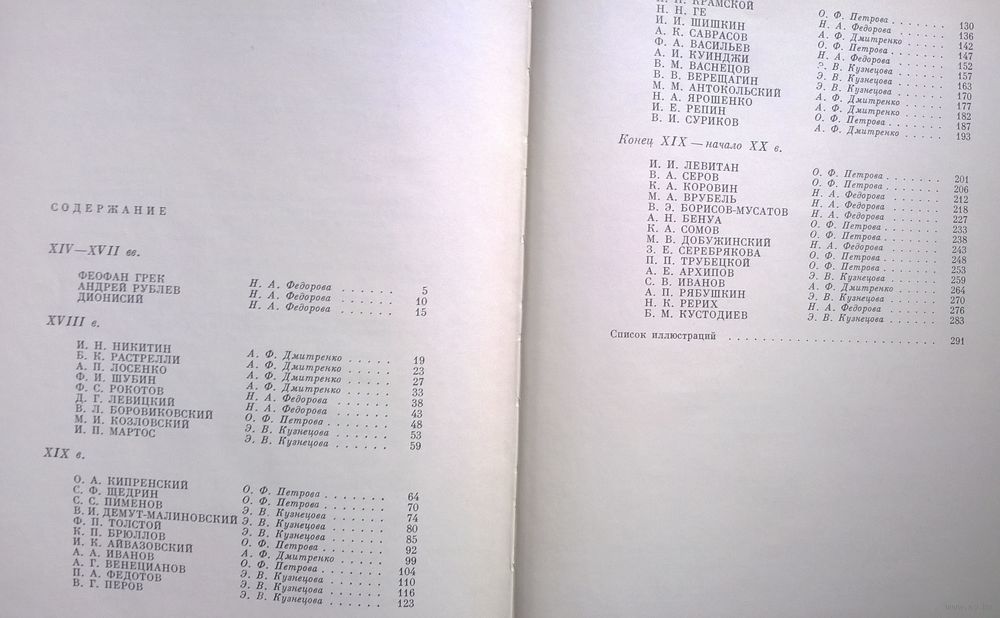 СОДЕРЖАНИЕ
XIV—XVII вв.
ФЕОФАН ГРЕК Н. А. Федорова . . . . . . 5
АНДРЕЙ РУБЛЕВ Н. А. Федорова . . . . . . 10
ДИОНИСИЙ Н. А. Федорова . . . . . . 15
XVIII в.
И. Н. НИКИТИН А. Ф. Дмитренко . . . . . 19
Б. К. РАСТРЕЛЛИ А. Ф. Дмитренко . . . . . 23
А. П. ЛОСЕНКО А. Ф. Дмитренко . . . . . 27
Ф. И. ШУБИН А. Ф. Дмитренко . . . . . 33
Ф. С. РОКОТОВ Н. А. Федорова . . . . . . 38
Д. Г. ЛЕВИЦКИЙ Н. А. Федорова . . . . . . 43
В. Л. БОРОВИКОВСКИЙ О. Ф. Петрова . . . . . . 48
М. И. КОЗЛОВСКИЙ Э. В. Кузнецова . . . . . 53
И. П. МАРТОС Э. В. Кузнецова . . . . . 59
XIX в.
О. А. КИПРЕНСКИЙ О. Ф. Петрова . . . . . . 64
С. Ф. ЩЕДРИН О. Ф. Петрова . . . . . . 70
С. С. ПИМЕНОВ Э. В. Кузнецова . . . . . 74
В. И. ДЕМУТ-МАЛИНОВСКИЙ Э. В. Кузнецова . . . . . 80
Ф. П. ТОЛСТОЙ Э. В. Кузнецова . . . . . 85
К. П. БРЮЛЛОВ О. Ф. Петрова . . . . . . 92
И. К. АЙВАЗОВСКИЙ А. Ф. Дмитренко . . . . . 99
А. А. ИВАНОВ О. Ф. Петрова . . . . . . 104
А. Г. ВЕНЕЦИАНОВ Э. В. Кузнецова . . . . . 110
П. А. ФЕДОТОВ Э. В. Кузнецова . . . . . 116
В. Г. ПЕРОВ Э. В. Кузнецова . . . . . 123
КРАМСКОЙ О. Ф. Петрова . . . . . . 130
Н. Н. ГЕ Н. А. Федорова . . . . . . 136
И. И. ШИШКИН А. Ф. Дмитренко . . . . . 142
А. К. САВРАСОВ О. Ф. Петрова . . . . . . 147
Ф. А. ВАСИЛЬЕВ Н. А. Федорова . . . . . . 152
А. И. КУИНДЖИ Э. В. Кузнецова . . . . . 157
В. М. ВАСНЕЦОВ Э. В. Кузнецова . . . . . 163
В. В. ВЕРЕЩАГИН Э. В. Кузнецова . . . . . 170
М. М. АНТОКОЛЬСКИЙ А. Ф. Дмитренко . . . . . 177
Н. А. ЯРОШЕНКО А. Ф. Дмитренко . . . . . 182
И. Е. РЕПИН О. Ф. Петрова . . . . . . 187
В. И. СУРИКОВ А. Ф. Дмитренко . . . . . 193
Конец XIX — начало XX в.
И. И. ЛЕВИТАН О. Ф. Петрова . . . . . . 201
В. А. СЕРОВ О. Ф. Петрова . . . . . . 206
К. А. КОРОВИН Н. А. Федорова . . . . . . 212
М. А. ВРУБЕЛЬ Н. А. Федорова . . . . . . 218
В. Э. БОРИСОВ-МУСАТОВ Н. А. Федорова . . . . . . 227
А. Н. БЕНУА О. Ф. Петрова . . . . . . 233
К. А. СОМОВ О. Ф. Петрова . . . . . . 238
М. В. ДОБУЖИНСКИЙ Н. А. Федорова . . . . . . 243
З. Е. СЕРЕБРЯКОВА О. Ф. Петрова . . . . . . 248
П. П. ТРУБЕЦКОЙ О. Ф. Петрова . . . . . . 253
А. Е. АРХИПОВ Э. В. Кузнецова . . . . . 259
С. В. ИВАНОВ А. Ф. Дмитренко . . . . . 264
А. П. РЯБУШКИН Э. В. Кузнецова . . . . . 270
Н. К. РЕРИХ Н. А. Федорова . . . . . . 276
Б. М. КУСТОДИЕВ Э. В. Кузнецова . . . . . 283
Список иллюстраций . . . . . . . . . . . . . . . . . . . . 291